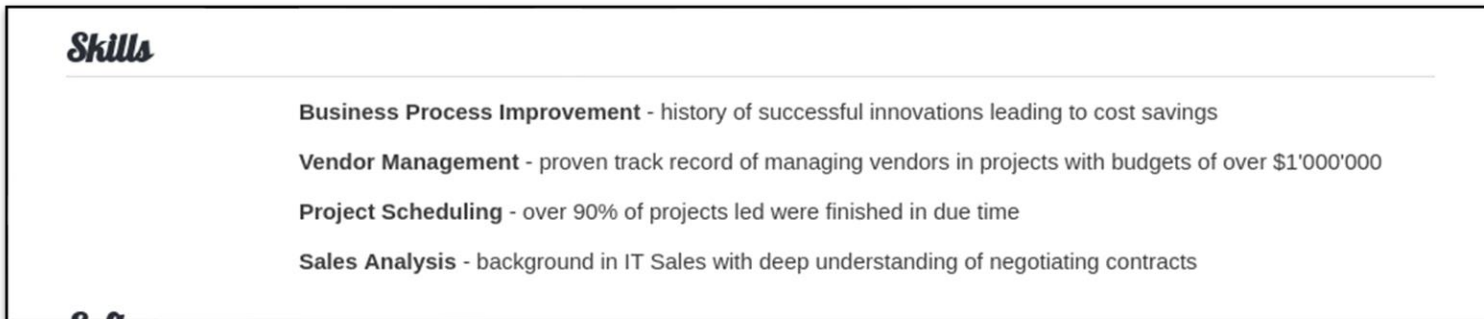 Skills
Business Process Improvement - history of successful innovations leading to cost savings
Vendor Management - proven track record of managing vendors in projects with budgets of over $1'000'000
Project Scheduling - over 90% of projects led were finished in due time
Sales Analysis - background in IT Sales with deep understanding of negotiating contracts